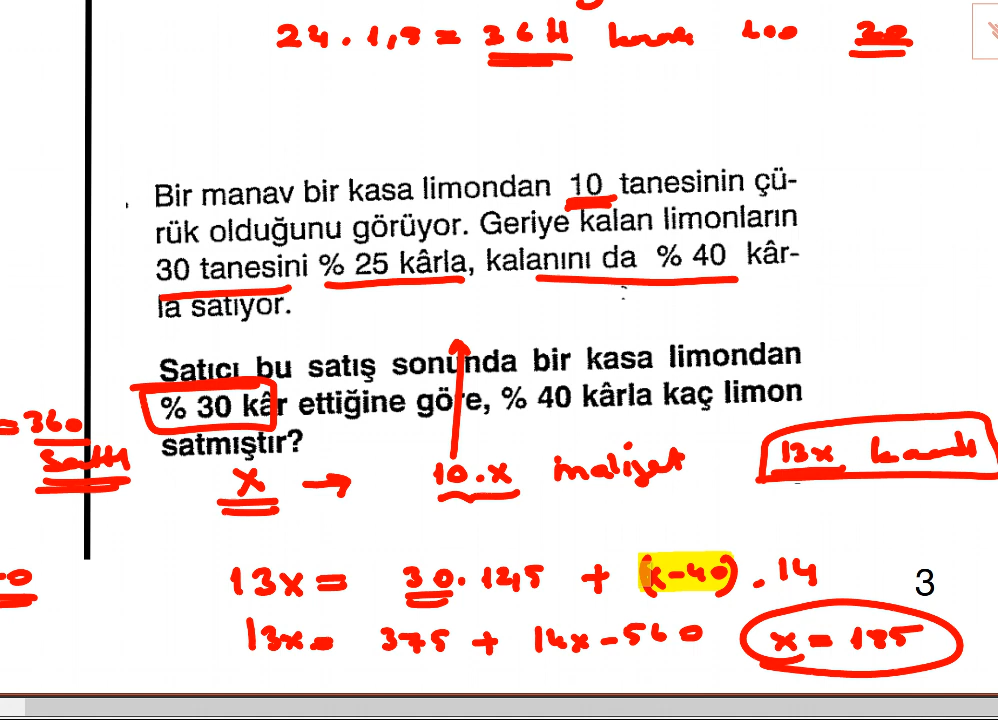 24.1,5 = 36 tl 100 20
Bir manav bir kasa limondan 10 tanesinin çü-
rük olduğunu görüyor. Geriye kalan limonların
30 tanesini % 25 kârla, kalanını da % 40 kâr-
la satıyor.
Satıcı bu satış sonunda bir kasa limondan
% 30 kâr ettiğine göre, % 40 kârla kaç limon
satmıştır?
= 360
x → 10.x maliyet 13x
13x = 30.12,5 + (x-40).14
3
13x = 375 + 14x-560 x = 185